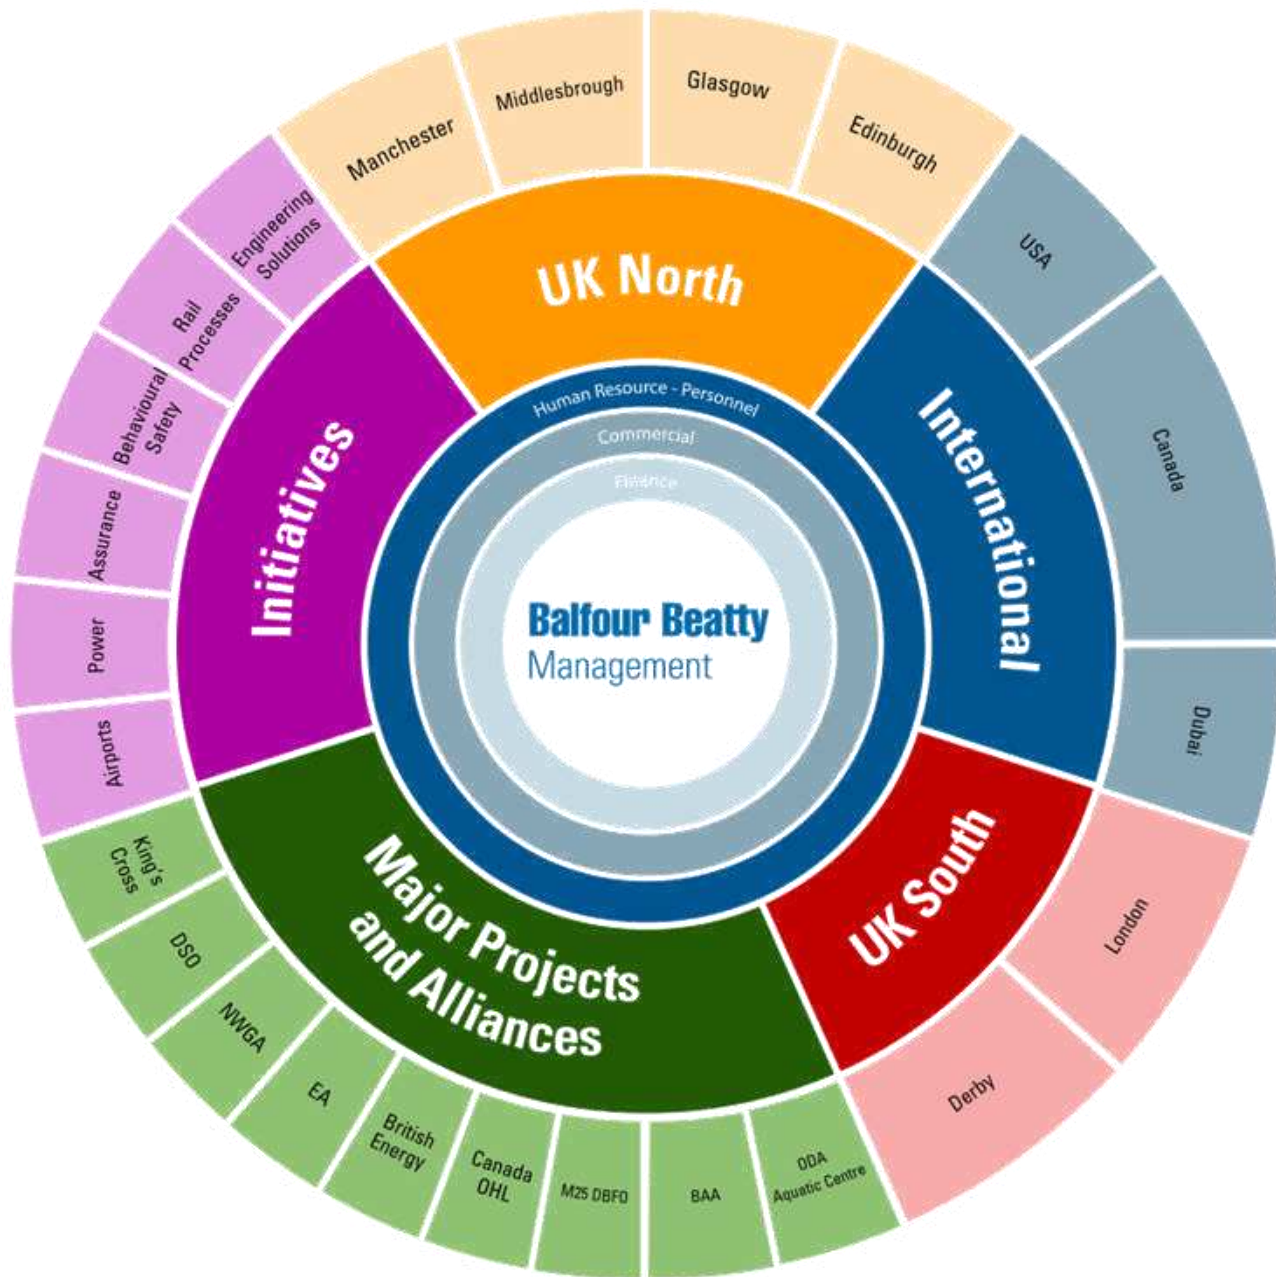 Manchester
Middlesbrough
Glasgow
Edinburgh
USA
Canada
Dubai
London
Derby
ODA
Aquatic Centre
BAA
M25 DBFO
Canada
OHL
British
Energy
EA
NWGA
DSO
King's
Cross
Airports
Power
Assurance
Behavioural
Safety
Rail
Processes
Engineering
Solutions
UK North
International
UK South
Major Projects
and Alliances
Initiatives
Human Resource - Personnel
Commercial
Finance
Balfour Beatty
Management